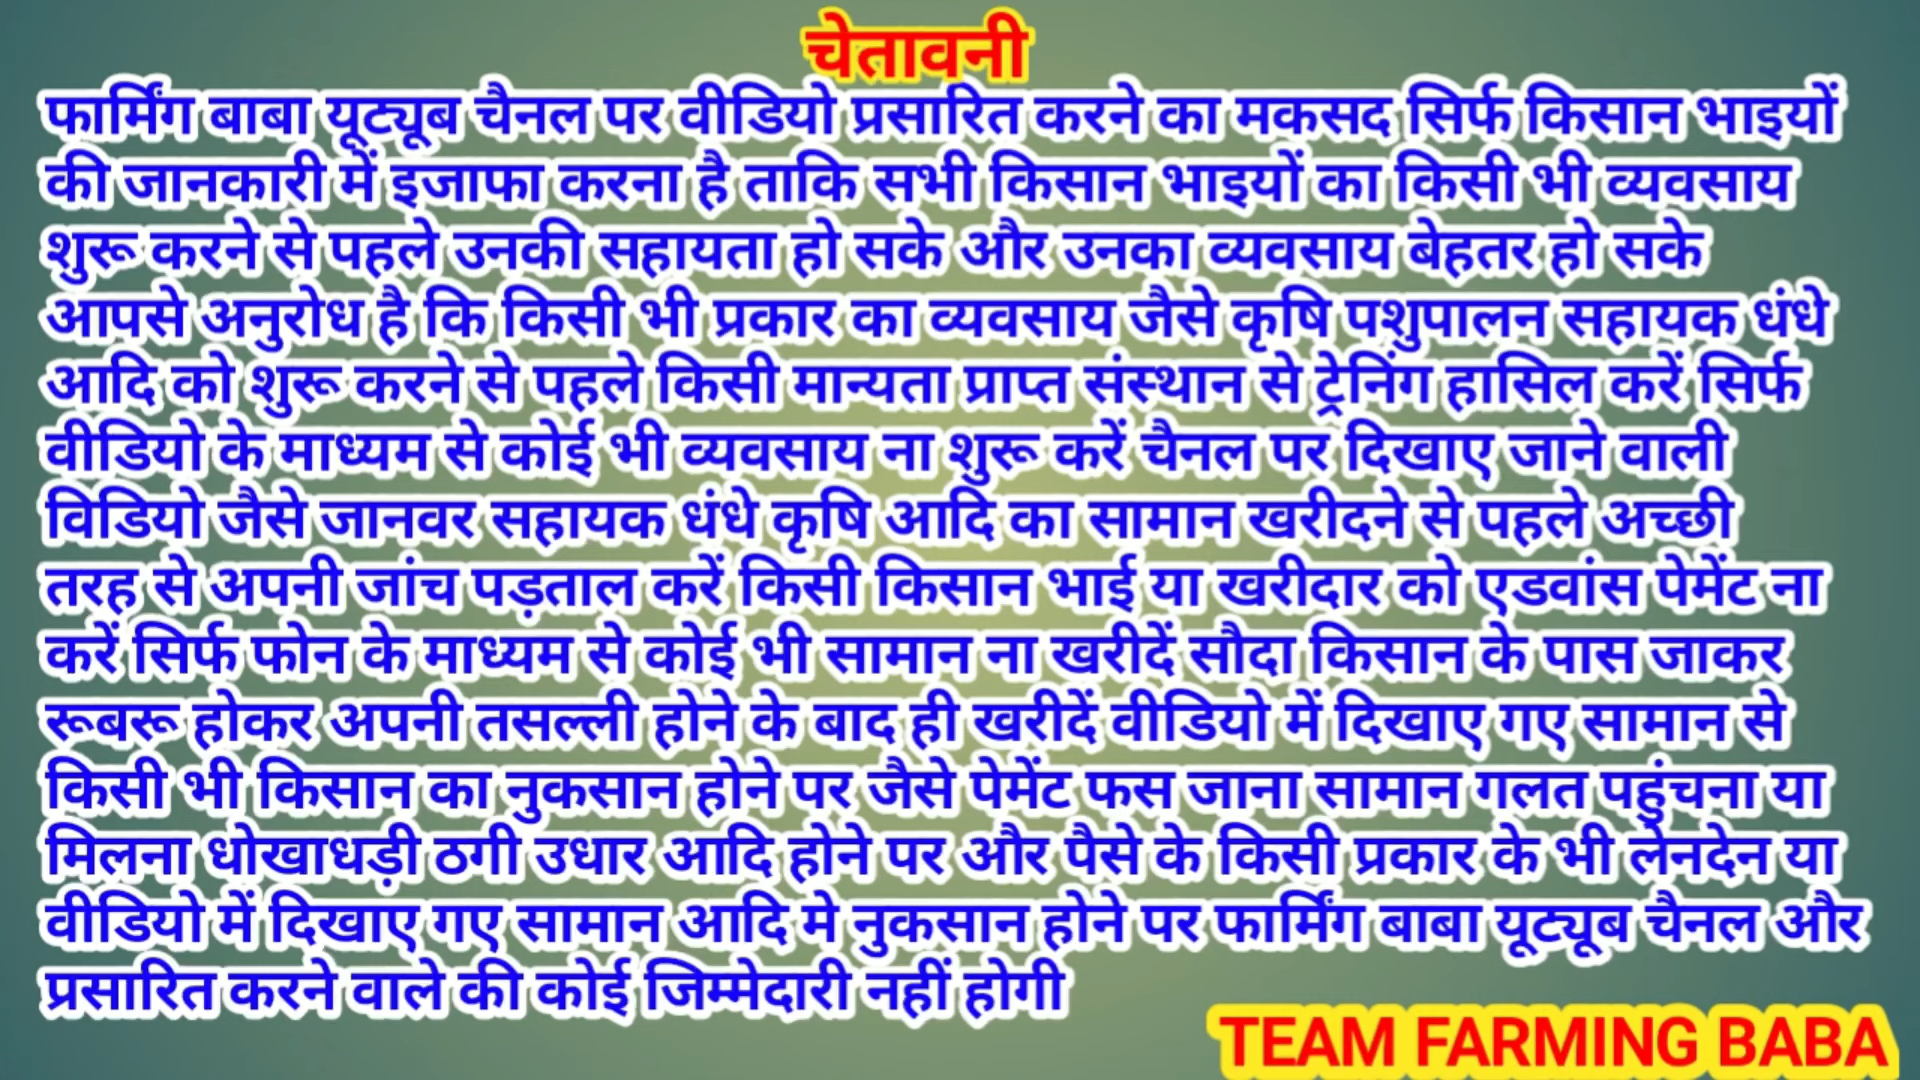 चेतावनी
फार्मिंग बाबा यूट्यूब चैनल पर वीडियो प्रसारित करने का मकसद सिर्फ किसान भाइयों
की जानकारी में इजाफा करना है ताकि सभी किसान भाइयों का किसी भी व्यवसाय
शुरू करने से पहले उनकी सहायता हो सके और उनका व्यवसाय बेहतर हो सके
आपसे अनुरोध है कि किसी भी प्रकार का व्यवसाय जैसे कृषि पशुपालन सहायक धंधे
आदि को शुरू करने से पहले किसी मान्यता प्राप्त संस्थान से ट्रेनिंग हासिल करें सिर्फ
वीडियो के माध्यम से कोई भी व्यवसाय ना शुरू करें चैनल पर दिखाए जाने वाली
विडियो जैसे जानवर सहायक धंधे कृषि आदि का सामान खरीदने से पहले अच्छी
तरह से अपनी जांच पड़ताल करें किसी किसान भाई या खरीदार को एडवांस पेमेंट ना
करें सिर्फ फोन के माध्यम से कोई भी सामान ना खरीदें सौदा किसान के पास जाकर
रूबरू होकर अपनी तसल्ली होने के बाद ही खरीदें वीडियो में दिखाए गए सामान से
किसी भी किसान का नुकसान होने पर जैसे पेमेंट फस जाना सामान गलत पहुंचना या
मिलना धोखाधड़ी ठगी उधार आदि होने पर और पैसे के किसी प्रकार के भी लेनदेन या
वीडियो में दिखाए गए सामान आदि मे नुकसान होने पर फार्मिंग बाबा यूट्यूब चैनल और
प्रसारित करने वाले की कोई जिम्मेदारी नहीं होगी
TEAM FARMING BABA